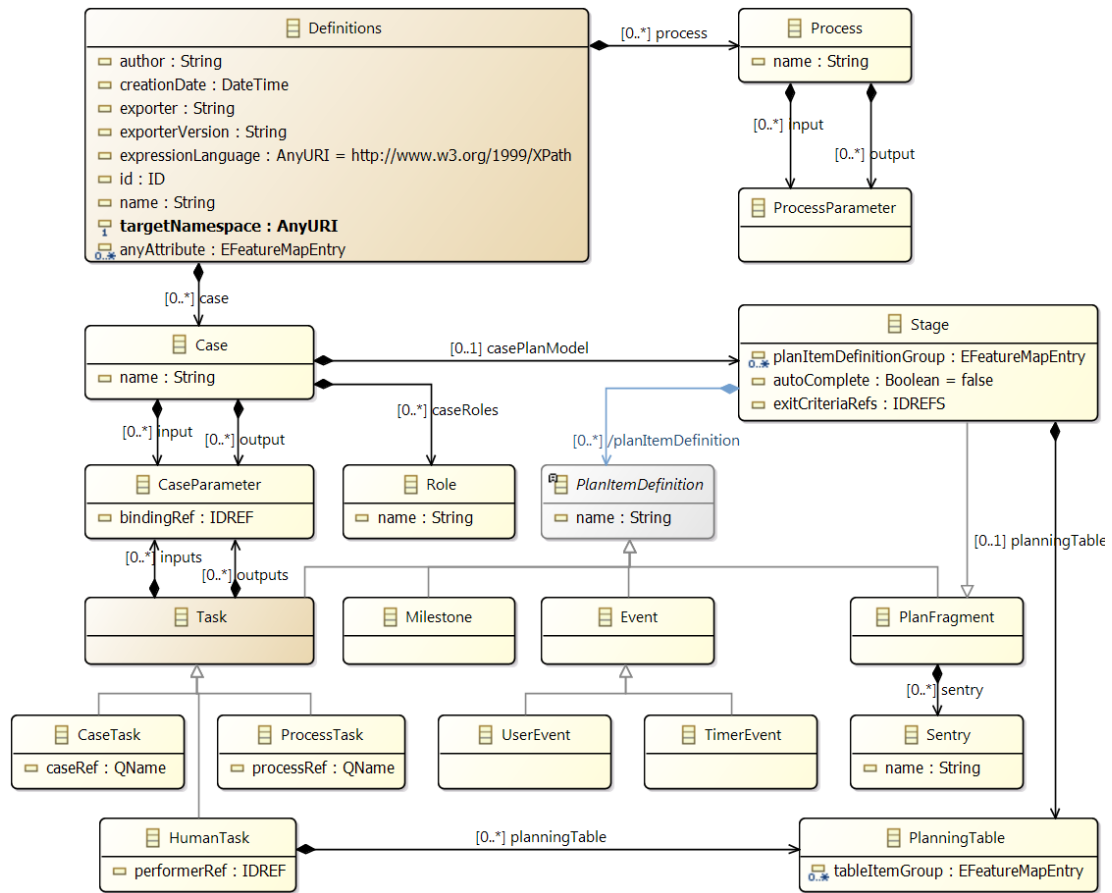 Definitions
author : String
creationDate : DateTime
exporter : String
exporterVersion : String
expressionLanguage : AnyURI = http://www.w3.org/1999/XPath
id : ID
name : String
1 targetNamespace : AnyURI
0..* anyAttribute : EFeatureMapEntry
[0..*] process
Process
name : String
[0..*] input
[0..*] output
ProcessParameter
[0..*] case
Case
name : String
[0..1] casePlanModel
Stage
0..* planItemDefinitionGroup : EFeatureMapEntry
autoComplete : Boolean = false
exitCriteriaRefs : IDREFS
[0..*] input
[0..*] output
[0..*] caseRoles
[0..*] /planItemDefinition
CaseParameter
bindingRef : IDREF
Role
name : String
PlanItemDefinition
name : String
[0..*] inputs
[0..*] outputs
[0..1] planningTable
Task
Milestone
Event
PlanFragment
[0..*] sentry
CaseTask
caseRef : QName
ProcessTask
processRef : QName
UserEvent
TimerEvent
Sentry
name : String
HumanTask
performerRef : IDREF
[0..*] planningTable
PlanningTable
0..* tableItemGroup : EFeatureMapEntry